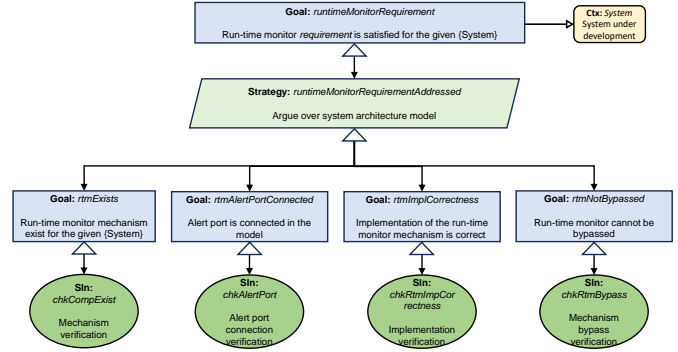 Goal: runtimeMonitorRequirement
Run-time monitor requirement is satisfied for the given {System}
Ctx: System
System under
development
Strategy: runtimeMonitorRequirementAddressed
Argue over system architecture model
Goal: rtmExists
Run-time monitor mechanism
exist for the given {System}
Goal: rtmAlertPortConnected
Alert port is connected in the
model
Goal: rtmImplCorrectness
Implementation of the run-time
monitor mechanism is correct
Goal: rtmNotBypassed
Run-time monitor cannot be
bypassed
Sln:
chkCompExist
Mechanism
verification
Sln:
chkAlertPort
Alert port
connection
verification
Sln:
chkRtmImpCor
rectness
Implementation
verification
Sln:
chkRtmBypass
Mechanism
bypass
verification